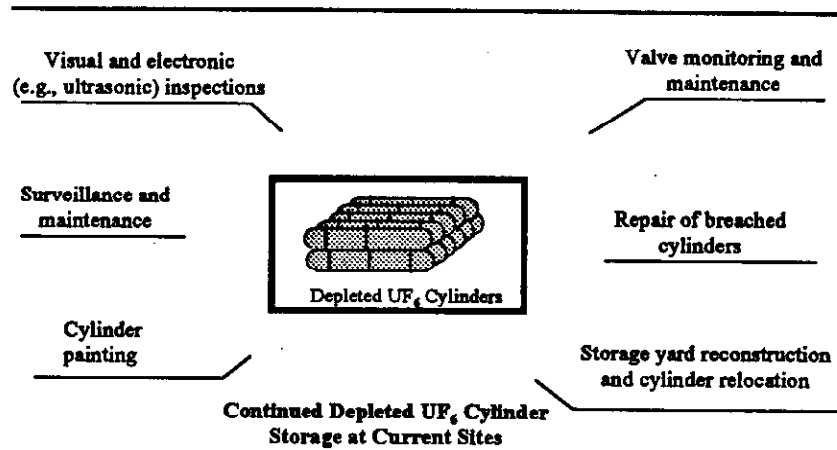 Visual and electronic
(e.g., ultrasonic) inspections
Valve monitoring and
maintenance
Surveillance and
maintenance
Repair of breached
cylinders
Depleted UF₆ Cylinders
Cylinder
painting
Storage yard reconstruction
and cylinder relocation
Continued Depleted UF₆ Cylinder
Storage at Current Sites